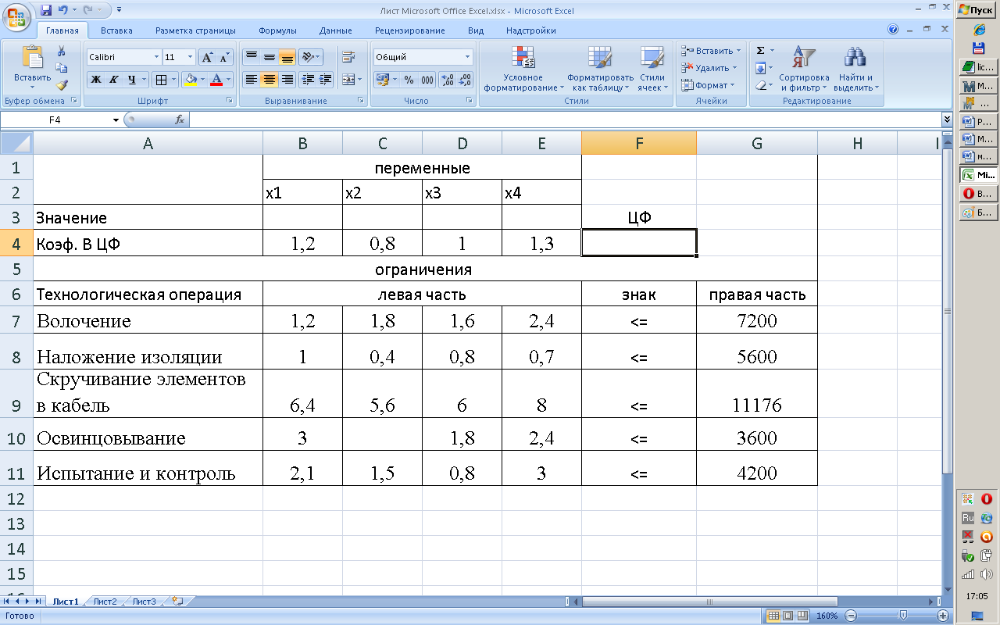 Лист Microsoft Office Excel.xlsx - Microsoft Excel
Главная Вставка Разметка страницы Формулы Данные Рецензирование Вид Надстройки
Calibri 11 Общий Вставить Σ
Вставить Ж К Ч % 000 Условное форматирование Форматировать как таблицу Стили ячеек Удалить Сортировка и фильтр Найти и выделить
Формат
Буфер обмена Шрифт Выравнивание Число Стили Ячейки Редактирование
F4 fx
A B C D E F G H I
1 переменные
2 x1 x2 x3 x4
3 Значение ЦФ
4 Коэф. В ЦФ 1,2 0,8 1 1,3
5 ограничения
6 Технологическая операция левая часть знак правая часть
7 Волочение 1,2 1,8 1,6 2,4 <= 7200
8 Наложение изоляции 1 0,4 0,8 0,7 <= 5600
Скручивание элементов
9 в кабель 6,4 5,6 6 8 <= 11176
10 Освинцовывание 3 1,8 2,4 <= 3600
11 Испытание и контроль 2,1 1,5 0,8 3 <= 4200
12
13
14
15
Лист1 Лист2 Лист3
Готово 160%
Пуск
lic...
М...
...
Р...
М...
м...
Mi...
В...
Б...
Ru
17:05